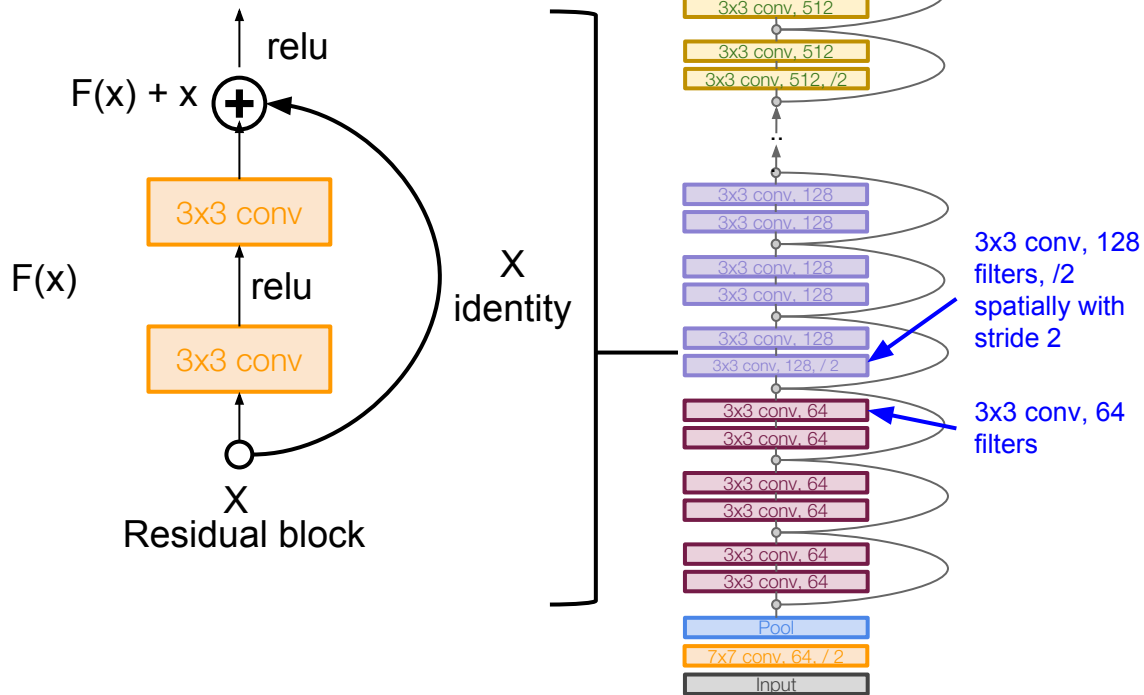 relu
F(x) + x
3x3 conv
F(x)
relu
3x3 conv
X
Residual block
X
identity
3x3 conv, 512
3x3 conv, 512
3x3 conv, 512, /2
..
.
3x3 conv, 128
3x3 conv, 128
3x3 conv, 128
3x3 conv, 128
3x3 conv, 128
3x3 conv, 128, / 2
3x3 conv, 64
3x3 conv, 64
3x3 conv, 64
3x3 conv, 64
3x3 conv, 64
3x3 conv, 64
Pool
7x7 conv, 64, / 2
Input
3x3 conv, 128
filters, /2
spatially with
stride 2
3x3 conv, 64
filters